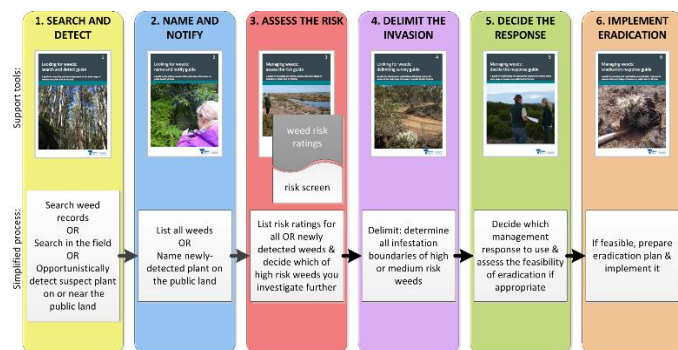 1. SEARCH AND
DETECT
2. NAME AND
NOTIFY
3. ASSESS THE
RISK
4. DELIMIT THE
INVASION
5. DECIDE THE
RESPONSE
6. IMPLEMENT
ERADICATION
Support tools:
1
Looking for weeds:
search and detect guide
2
Looking for weeds:
name and notify guide
3
Managing weeds:
assess the risk guide
4
Looking for weeds:
delimiting survey guide
5
Managing weeds:
decide the response guide
6
Managing weeds:
eradication response guide
weed risk
ratings
risk screen
Simplified process:
Search weed
records
OR
Search in the field
OR
Opportunistically
detect suspect plant
on or near the
public land
List all weeds
OR
Name newly-
detected plant on
the public land
List risk ratings for
all OR newly
detected weeds &
decide which of
high risk weeds you
investigate further
Delimit: determine
all infestation
boundaries of high
or medium risk
weeds
Decide which
management
response to use &
assess the feasibility
of eradication if
appropriate
If feasible, prepare
eradication plan &
implement it